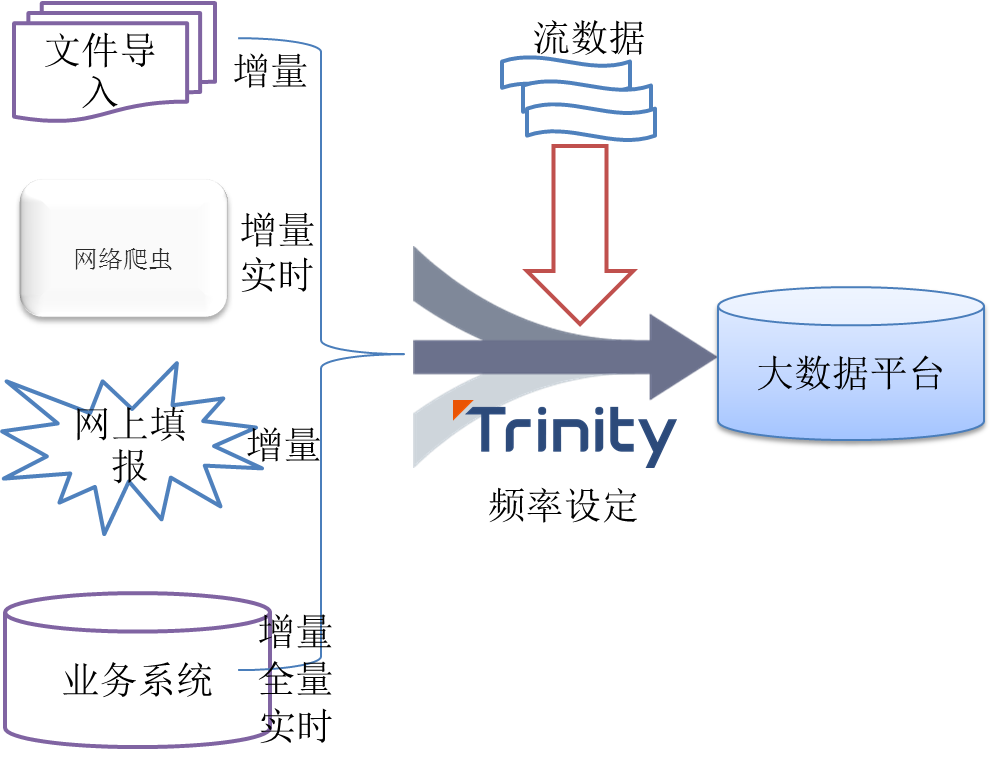 文件导
入
增量
流数据
网络爬虫
增量
实时
大数据平台
网上填
报
增量
Trinity
频率设定
业务系统
增量
全量
实时